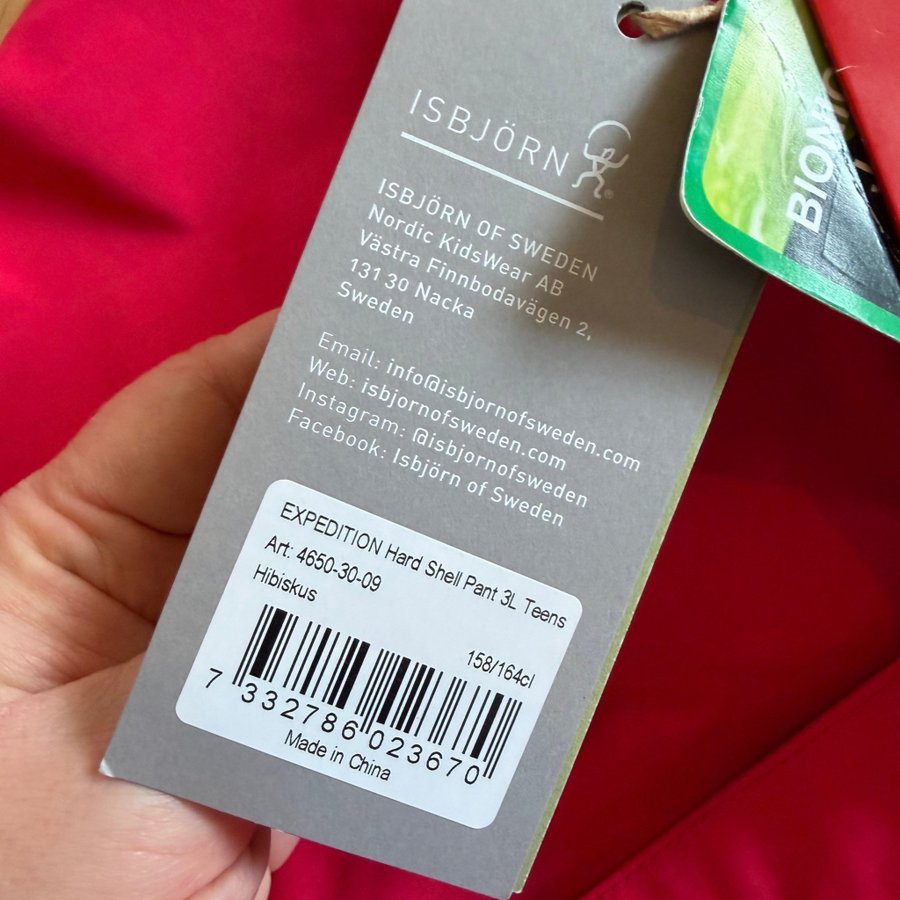 ISBJÖRN
ISBJÖRN OF SWEDEN
Nordic KidsWear AB
Västra Finnbodavägen 2,
131 30 Nacka
Sweden
Email: info@isbjornofsweden.com
Web: isbjornofsweden.com
Instagram: @isbjornofsweden
Facebook: Isbjörn of Sweden
EXPEDITION Hard Shell Pant 3L Teens
Art: 4650-30-09
Hibiskus
158/164cl
7 332786 023670
Made in China